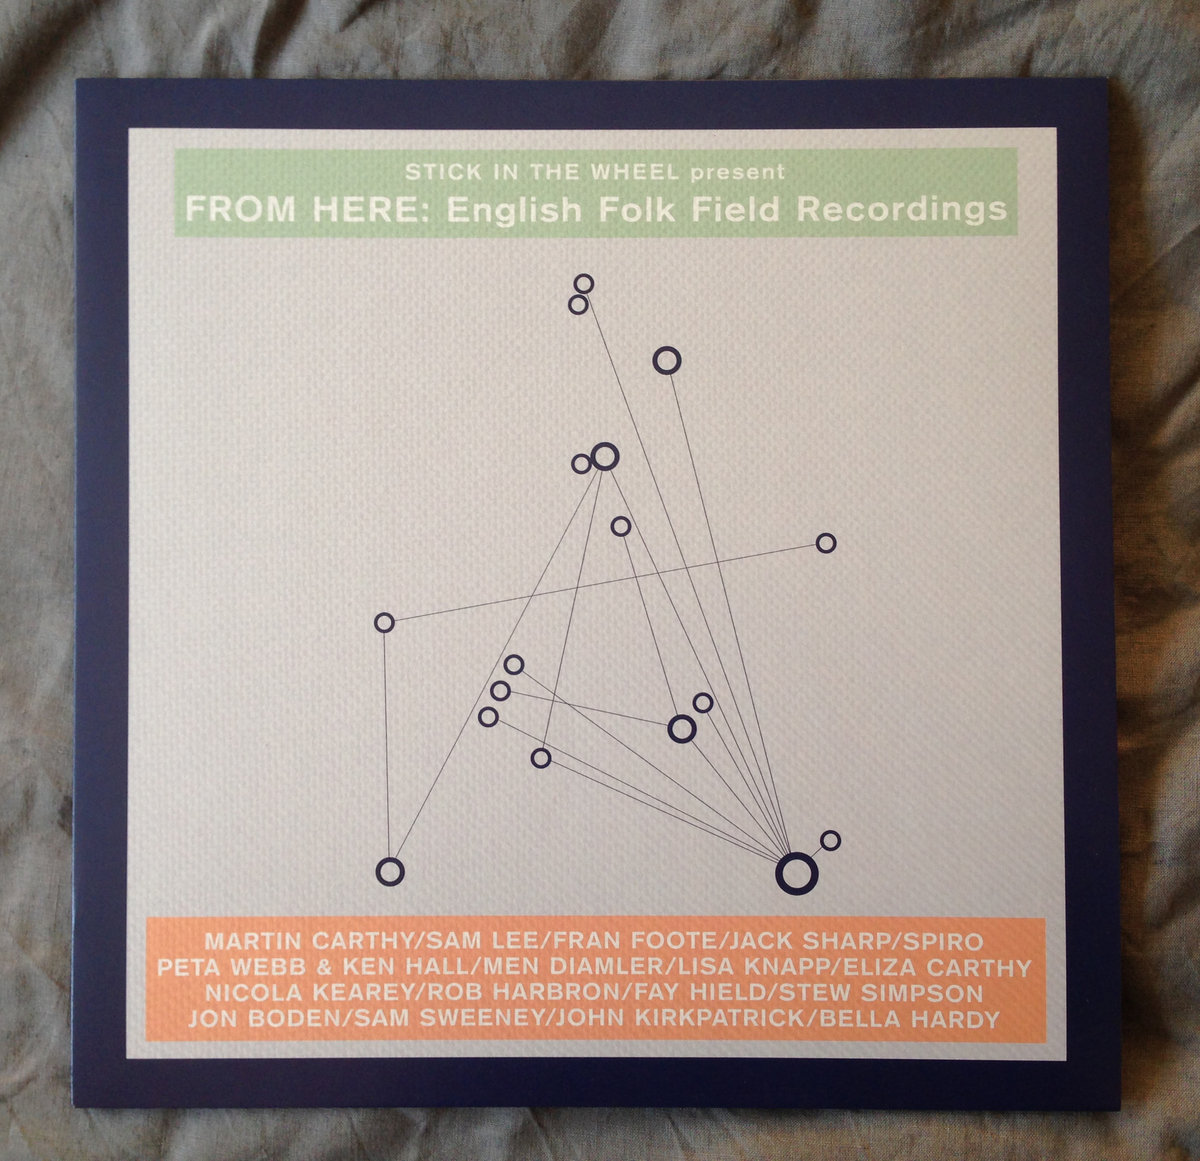 STICK IN THE WHEEL present
FROM HERE: English Folk Field Recordings
MARTIN CARTHY/SAM LEE/FRAN FOOTE/JACK SHARP/SPIRO
PETA WEBB & KEN HALL/MEN DIAMLER/LISA KNAPP/ELIZA CARTHY
NICOLA KEAREY/ROB HARBRON/FAY HIELD/STEW SIMPSON
JON BODEN/SAM SWEENEY/JOHN KIRKPATRICK/BELLA HARDY